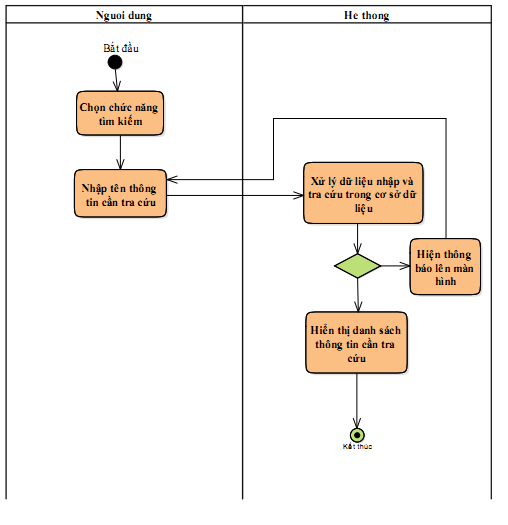 Nguoi dung
He thong
Bắt đầu
Chọn chức năng
tìm kiếm
Nhập tên thông
tin cần tra cứu
Xử lý dữ liệu nhập và
tra cứu trong cơ sở dữ
liệu
Hiện thông
báo lên màn
hình
Hiển thị danh sách
thông tin cần tra
cứu
Kết thúc